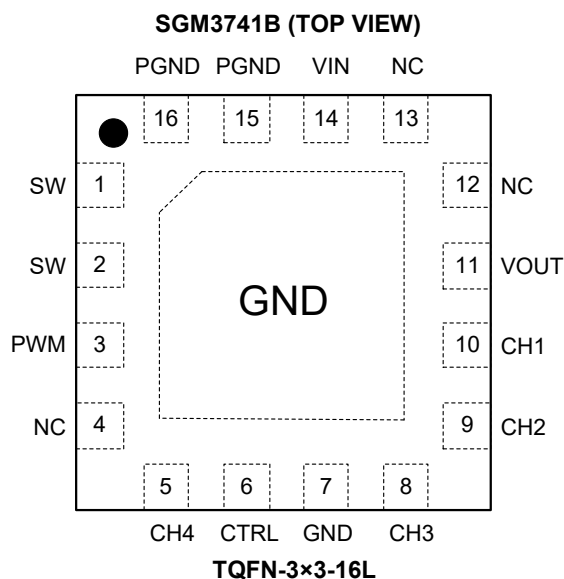 SGM3741B (TOP VIEW)
PGND PGND VIN NC
16 15 14 13
SW 1 12 NC
SW 2 11 VOUT
GND
PWM 3 10 CH1
NC 4 9 CH2
5 6 7 8
CH4 CTRL GND CH3
TQFN-3×3-16L